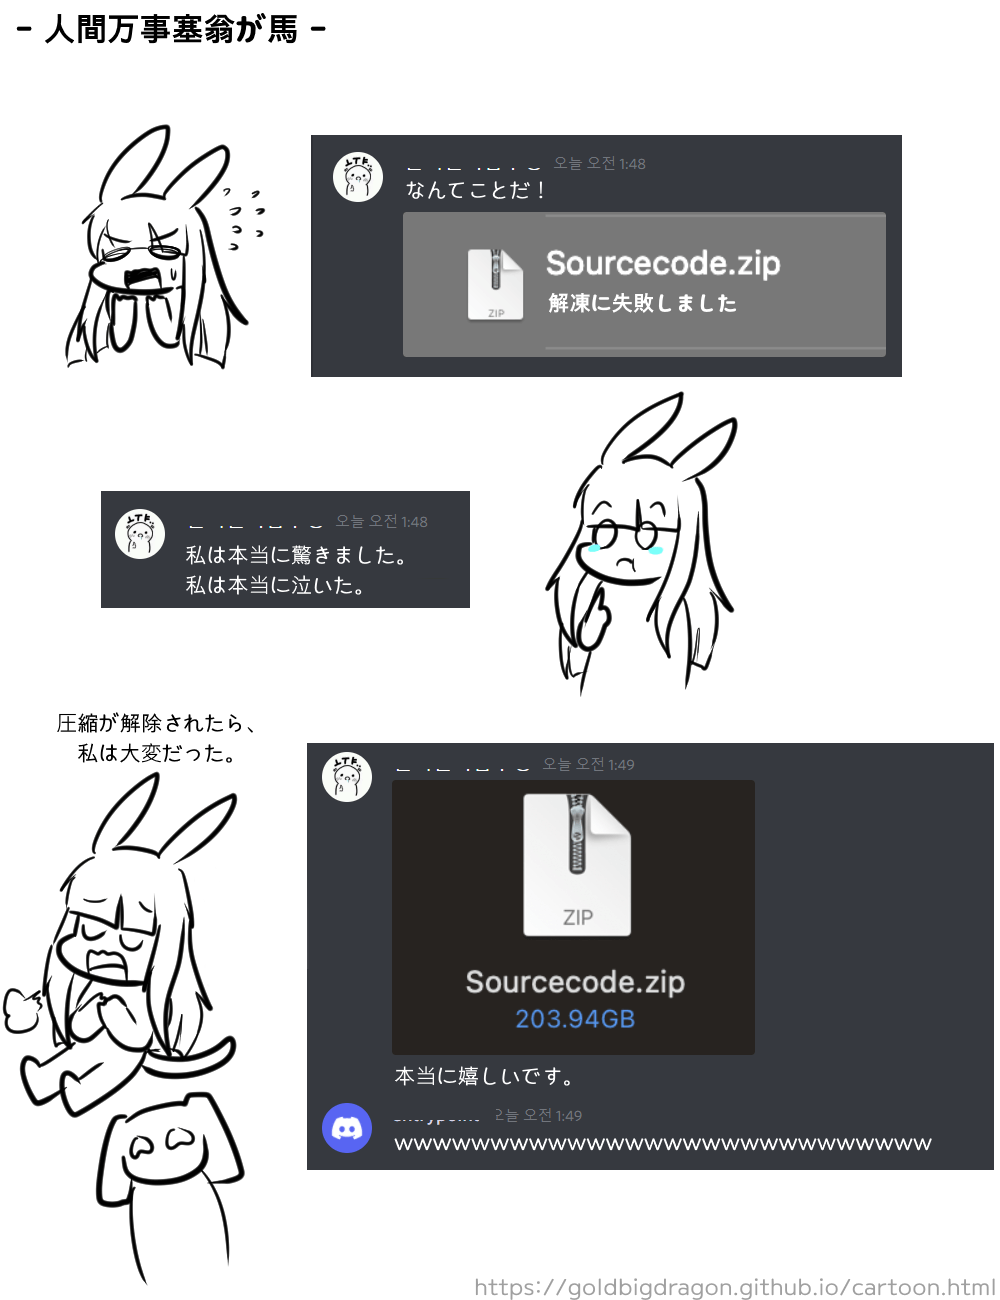 - 人間万事塞翁が馬 -
오늘 오전 1:48
なんてことだ！
Sourcecode.zip
解凍に失敗しました
ZIP
오늘 오전 1:48
私は本当に驚きました。
私は本当に泣いた。
圧縮が解除されたら、
私は大変だった。
오늘 오전 1:49
ZIP
Sourcecode.zip
203.94GB
本当に嬉しいです。
오늘 오전 1:49
wwwwwwwwwwwwwwwwwwwwwwwwwwww
https://goldbigdragon.github.io/cartoon.html